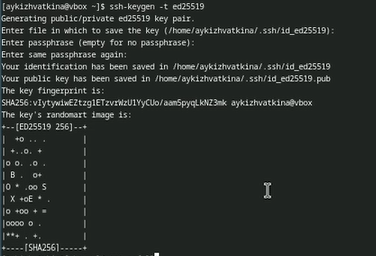 [aykizhvatkina@vbox ~]$ ssh-keygen -t ed25519
Generating public/private ed25519 key pair.
Enter file in which to save the key (/home/aykizhvatkina/.ssh/id_ed25519):
Enter passphrase (empty for no passphrase):
Enter same passphrase again:
Your identification has been saved in /home/aykizhvatkina/.ssh/id_ed25519
Your public key has been saved in /home/aykizhvatkina/.ssh/id_ed25519.pub
The key fingerprint is:
SHA256:vIytywiwEZtzg1ETzvrWzU1YyCUo/aam5pyqLkNZ3mk aykizhvatkina@vbox
The key's randomart image is:
+--[ED25519 256]--+
|  +o .. .        |
| +..o. +         |
|o o. .o .        |
| B .  o+         |
|O * .oo S        |
| X +oE * .       |
|o +oo + =        |
|oooo o .         |
|**+ . +.         |
+----[SHA256]-----+